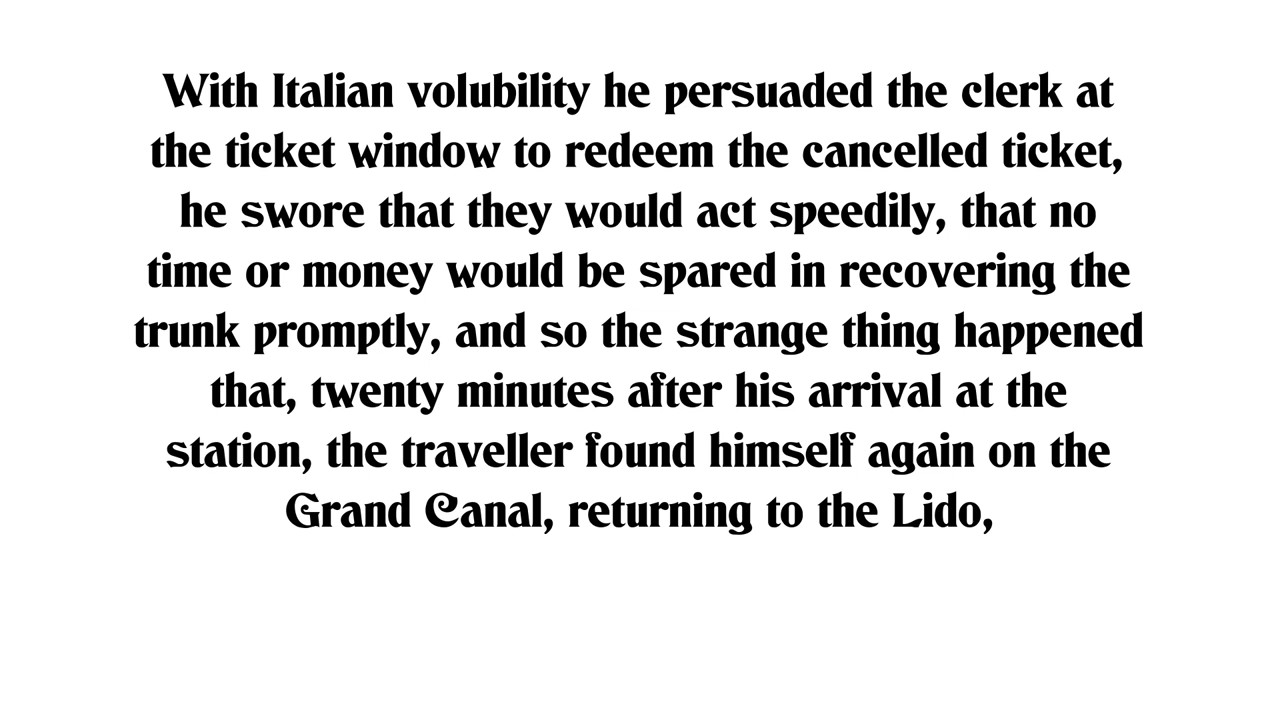 With Italian volubility he persuaded the clerk at
the ticket window to redeem the cancelled ticket,
he swore that they would act speedily, that no
time or money would be spared in recovering the
trunk promptly, and so the strange thing happened
that, twenty minutes after his arrival at the
station, the traveller found himself again on the
Grand Canal, returning to the Lido,